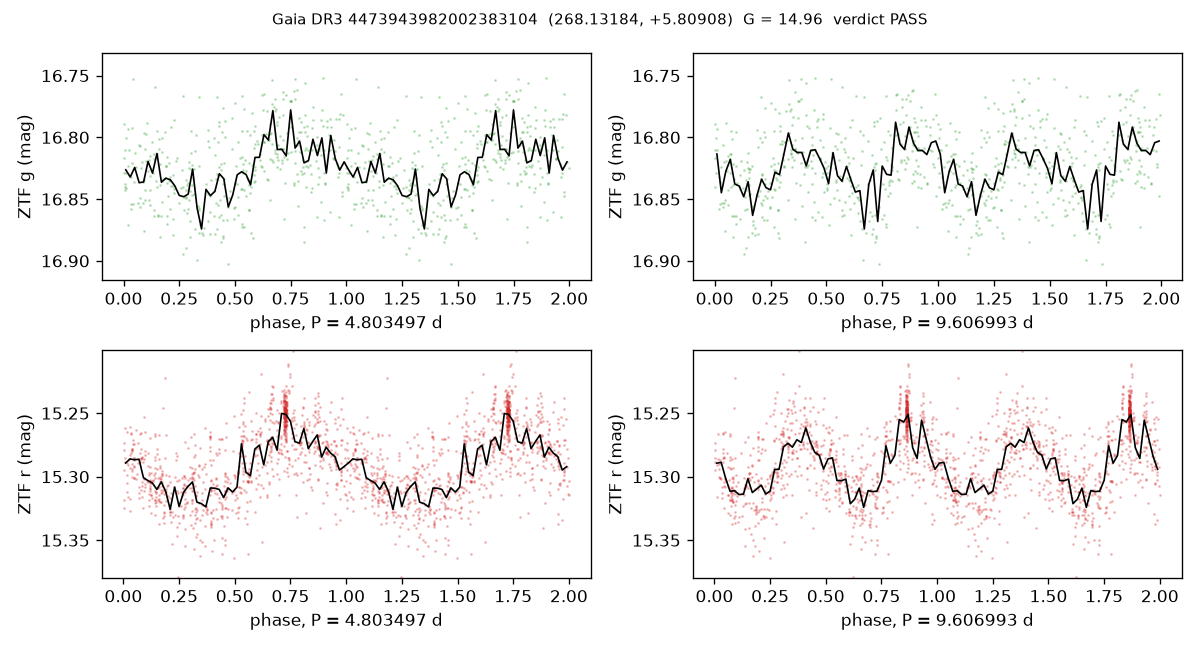 Gaia DR3 4473943982002383104 (268.13184, +5.80908) G = 14.96 verdict PASS
ZTF g (mag)
16.75
16.80
16.85
16.90
0.00 0.25 0.50 0.75 1.00 1.25 1.50 1.75 2.00
phase, P = 4.803497 d
ZTF g (mag)
16.75
16.80
16.85
16.90
0.00 0.25 0.50 0.75 1.00 1.25 1.50 1.75 2.00
phase, P = 9.606993 d
ZTF r (mag)
15.25
15.30
15.35
0.00 0.25 0.50 0.75 1.00 1.25 1.50 1.75 2.00
phase, P = 4.803497 d
ZTF r (mag)
15.25
15.30
15.35
0.00 0.25 0.50 0.75 1.00 1.25 1.50 1.75 2.00
phase, P = 9.606993 d